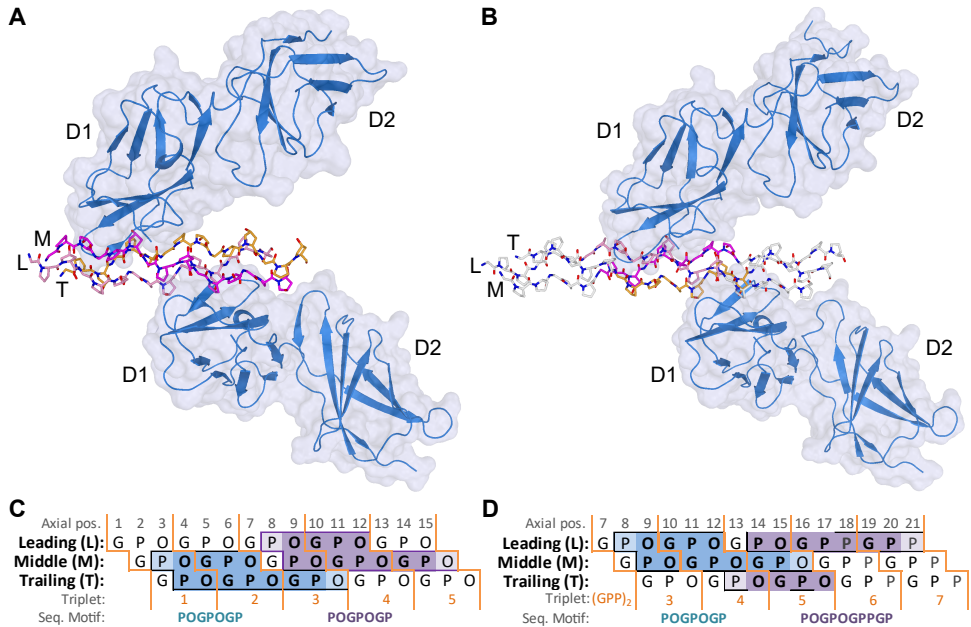 A
D1
D2
M
L
T
D1
D2
B
D1
D2
T
L
M
D1
D2
C
Axial pos. 1 2 3 4 5 6 7 8 9 10 11 12 13 14 15
Leading (L): G P O G P O G P O G P O G P O
Middle (M): G P O G P O G P O G P O G P O
Trailing (T): G P O G P O G P O G P O G P O
Triplet: 1 2 3 4 5
Seq. Motif: POGPOGP POGPOGP
D
Axial pos. 7 8 9 10 11 12 13 14 15 16 17 18 19 20 21
Leading (L): G P O G P O G P O G P P G P P
Middle (M): G P O G P O G P O G P P G P P
Trailing (T): G P O G P O G P O G P P G P P
Triplet: (GPP)₂ 3 4 5 6 7
Seq. Motif: POGPOGP POGPOGPPGP